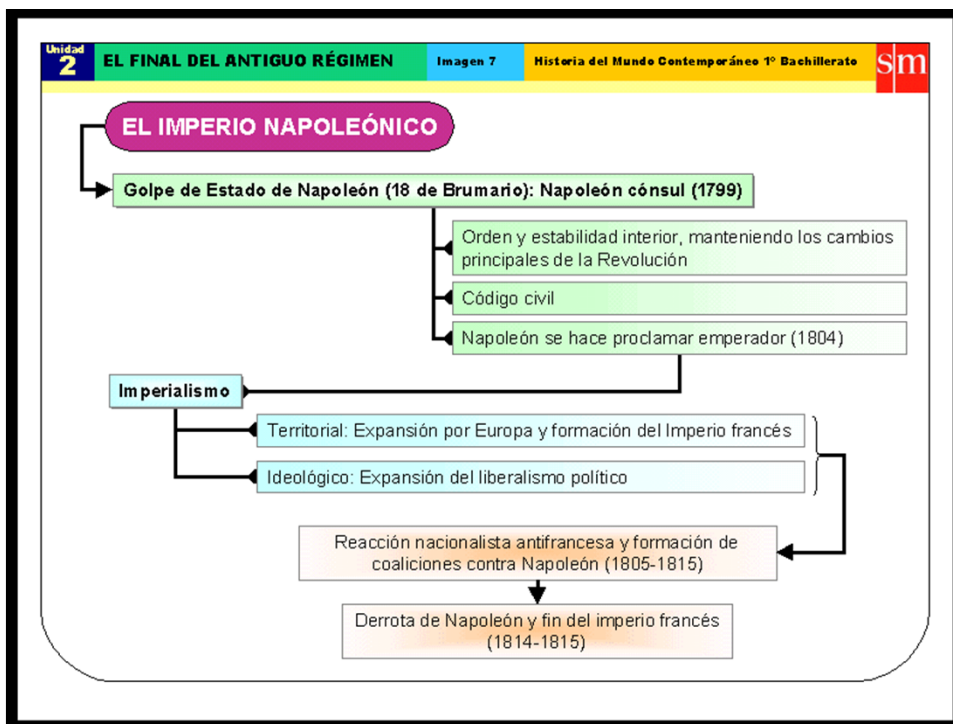 Unidad
2
EL FINAL DEL ANTIGUO RÉGIMEN
Imagen 7
Historia del Mundo Contemporáneo 1º Bachillerato
sm
EL IMPERIO NAPOLEÓNICO
Golpe de Estado de Napoleón (18 de Brumario): Napoleón cónsul (1799)
Orden y estabilidad interior, manteniendo los cambios
principales de la Revolución
Código civil
Napoleón se hace proclamar emperador (1804)
Imperialismo
Territorial: Expansión por Europa y formación del Imperio francés
Ideológico: Expansión del liberalismo político
Reacción nacionalista antifrancesa y formación de
coaliciones contra Napoleón (1805-1815)
Derrota de Napoleón y fin del imperio francés
(1814-1815)